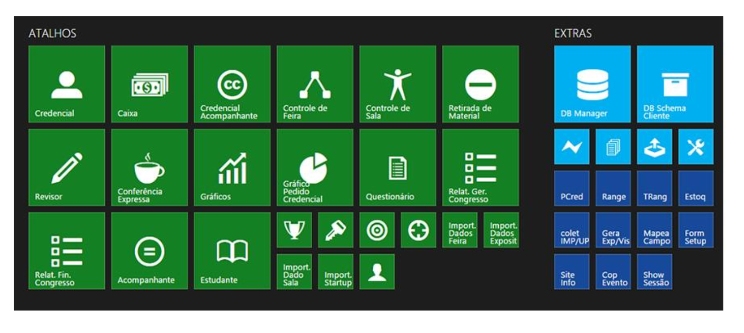 ATALHOS
EXTRAS
Credencial
Caixa
CC
Credencial
Acompanhante
Controle de
Feira
Controle de
Sala
Retirada de
Material
DB Manager
DB Schema
Cliente
Revisor
Conferência
Expressa
Gráficos
Gráfico
Pedido
Credencial
Questionário
Relat. Ger.
Congresso
PCred
Range
TRang
Estoq
Relat. Fin.
Congresso
Acompanhante
Estudante
Import.
Dados
Feira
Import.
Dados
Exposit
colet
IMP/UP
Gera
Exp/Vis
Mapea
Campo
Form
Setup
Import.
Dado
Sala
Import.
Startup
Site
Info
Cop
Evento
Show
Sessão